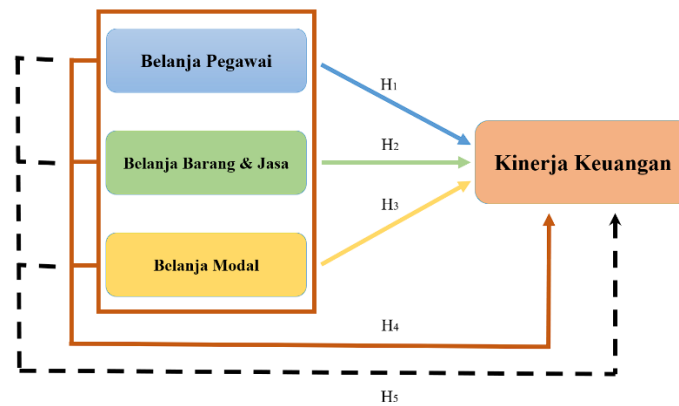 Belanja Pegawai
H1
Belanja Barang & Jasa
H2
Kinerja Keuangan
H3
Belanja Modal
H4
H5